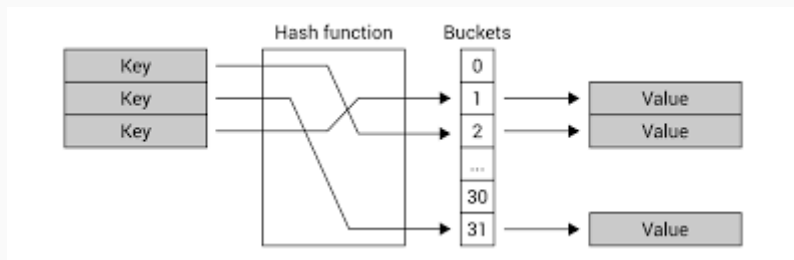 Hash function Buckets
Key 0
Key 1 Value
Key 2 Value
...
30
31 Value